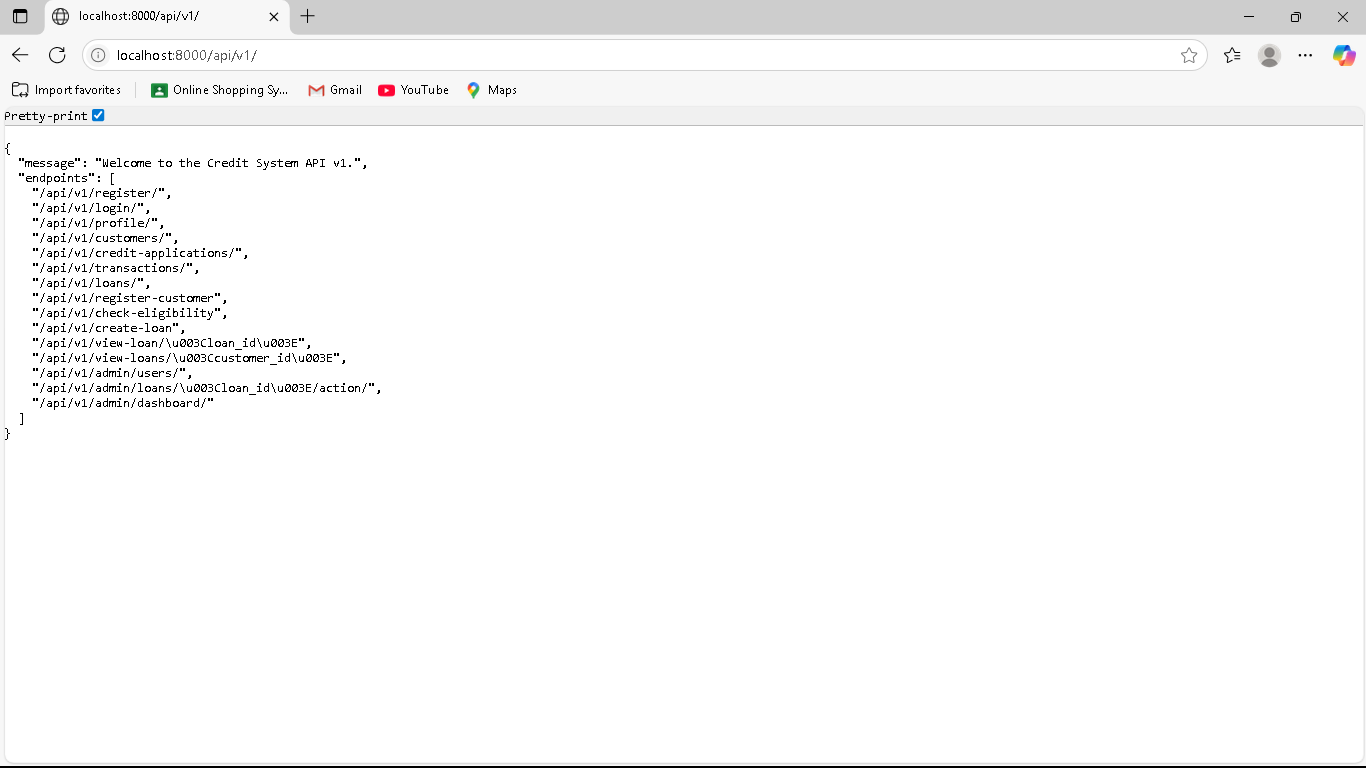 localhost:8000/api/v1/
localhost:8000/api/v1/
Import favorites
Online Shopping Sy...
Gmail
YouTube
Maps
Pretty-print
{
  "message": "Welcome to the Credit System API v1.",
  "endpoints": [
    "/api/v1/register/",
    "/api/v1/login/",
    "/api/v1/profile/",
    "/api/v1/customers/",
    "/api/v1/credit-applications/",
    "/api/v1/transactions/",
    "/api/v1/loans/",
    "/api/v1/register-customer",
    "/api/v1/check-eligibility",
    "/api/v1/create-loan",
    "/api/v1/view-loan/\u003Cloan_id\u003E",
    "/api/v1/view-loans/\u003Ccustomer_id\u003E",
    "/api/v1/admin/users/",
    "/api/v1/admin/loans/\u003Cloan_id\u003E/action/",
    "/api/v1/admin/dashboard/"
  ]
}